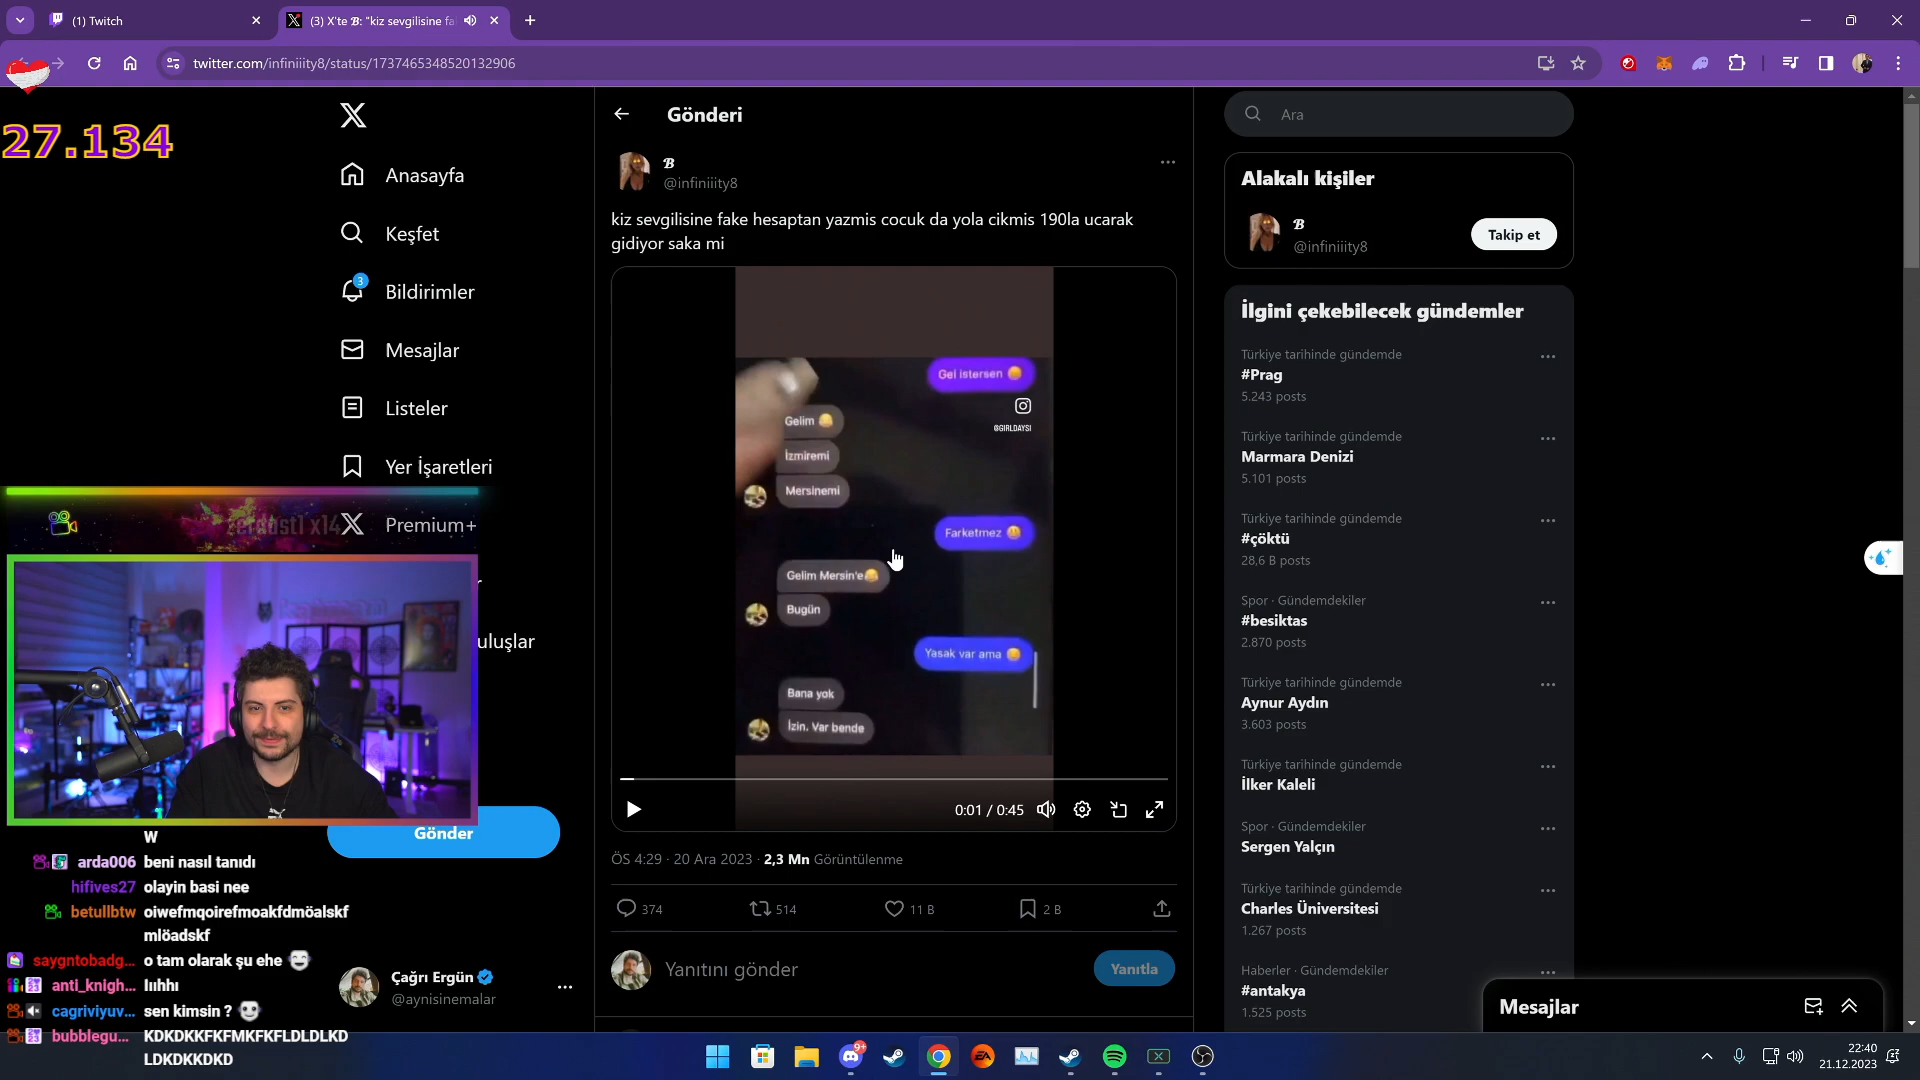 (1) Twitch
(3) X'te 𝓑: "kiz sevgilisine fa
twitter.com/infiniiity8/status/1737465348520132906
27.134
Anasayfa
Keşfet
3
Bildirimler
Mesajlar
Listeler
Yer İşaretleri
Premium+
uluşlar
Gönder
W
arda006 beni nasıl tanıdı
hifives27 olayin basi nee
betullbtw oiwefmqoirefmoakfdmöalskf
mlöadskf
saygntobadg... o tam olarak şu ehe
anti_knigh... lıhhı
cagriviyuv... sen kimsin ?
bubblegu... KDKDKKFKFMKFKFLDLDLKD
LDKDKKDKD
Çağrı Ergün
@aynisinemalar
Gönderi
𝓑
@infiniiity8
kiz sevgilisine fake hesaptan yazmis cocuk da yola cikmis 190la ucarak
gidiyor saka mi
Gel istersen
@GIRLDAYSI
Gelim
İzmiremi
Mersinemi
Farketmez
Gelim Mersin'e
Bugün
Yasak var ama
Bana yok
İzin. Var bende
0:01 / 0:45
ÖS 4:29 · 20 Ara 2023 · 2,3 Mn Görüntülenme
374
514
11 B
2 B
Yanıtını gönder
Yanıtla
Ara
Alakalı kişiler
𝓑
@infiniiity8
Takip et
İlgini çekebilecek gündemler
Türkiye tarihinde gündemde
#Prag
5.243 posts
Türkiye tarihinde gündemde
Marmara Denizi
5.101 posts
Türkiye tarihinde gündemde
#çöktü
28,6 B posts
Spor · Gündemdekiler
#besiktas
2.870 posts
Türkiye tarihinde gündemde
Aynur Aydın
3.603 posts
Türkiye tarihinde gündemde
İlker Kaleli
Spor · Gündemdekiler
Sergen Yalçın
Türkiye tarihinde gündemde
Charles Üniversitesi
1.267 posts
Haberler · Gündemdekiler
#antakya
1.525 posts
Mesajlar
9+
22:40
21.12.2023